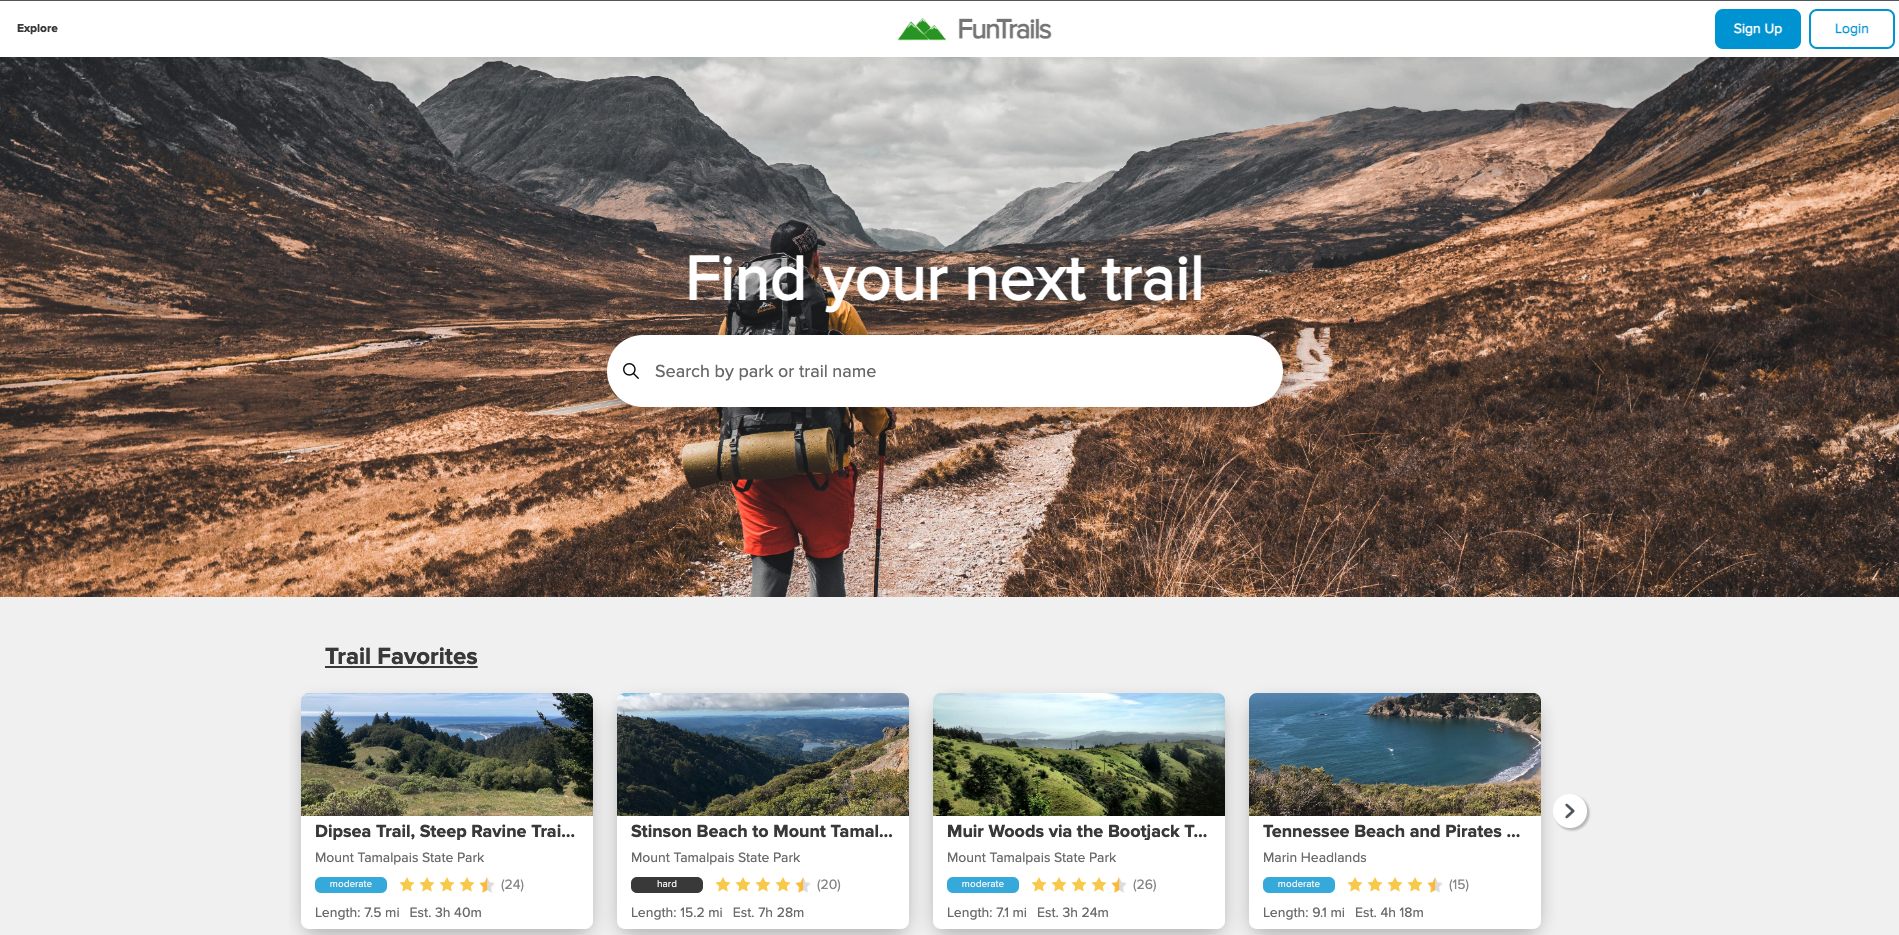 Explore
FunTrails
Sign Up
Login
Find your next trail
Search by park or trail name
Trail Favorites
Dipsea Trail, Steep Ravine Trai...
Mount Tamalpais State Park
moderate (24)
Length: 7.5 mi Est. 3h 40m
Stinson Beach to Mount Tamal...
Mount Tamalpais State Park
hard (20)
Length: 15.2 mi Est. 7h 28m
Muir Woods via the Bootjack T...
Mount Tamalpais State Park
moderate (26)
Length: 7.1 mi Est. 3h 24m
Tennessee Beach and Pirates ...
Marin Headlands
moderate (15)
Length: 9.1 mi Est. 4h 18m